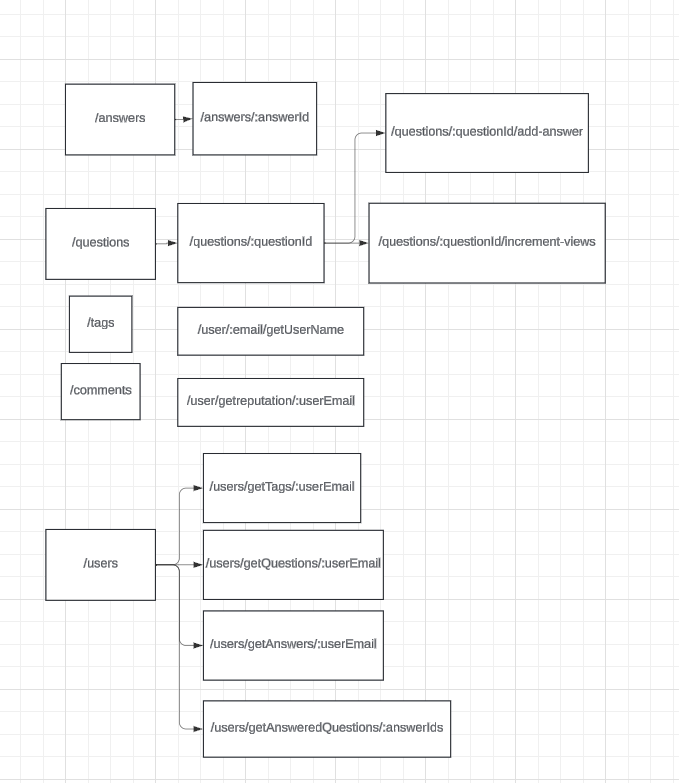 /answers
/answers/:answerId
/questions/:questionId/add-answer
/questions
/questions/:questionId
/questions/:questionId/increment-views
/tags
/user/:email/getUserName
/comments
/user/getreputation/:userEmail
/users/getTags/:userEmail
/users
/users/getQuestions/:userEmail
/users/getAnswers/:userEmail
/users/getAnsweredQuestions/:answerIds